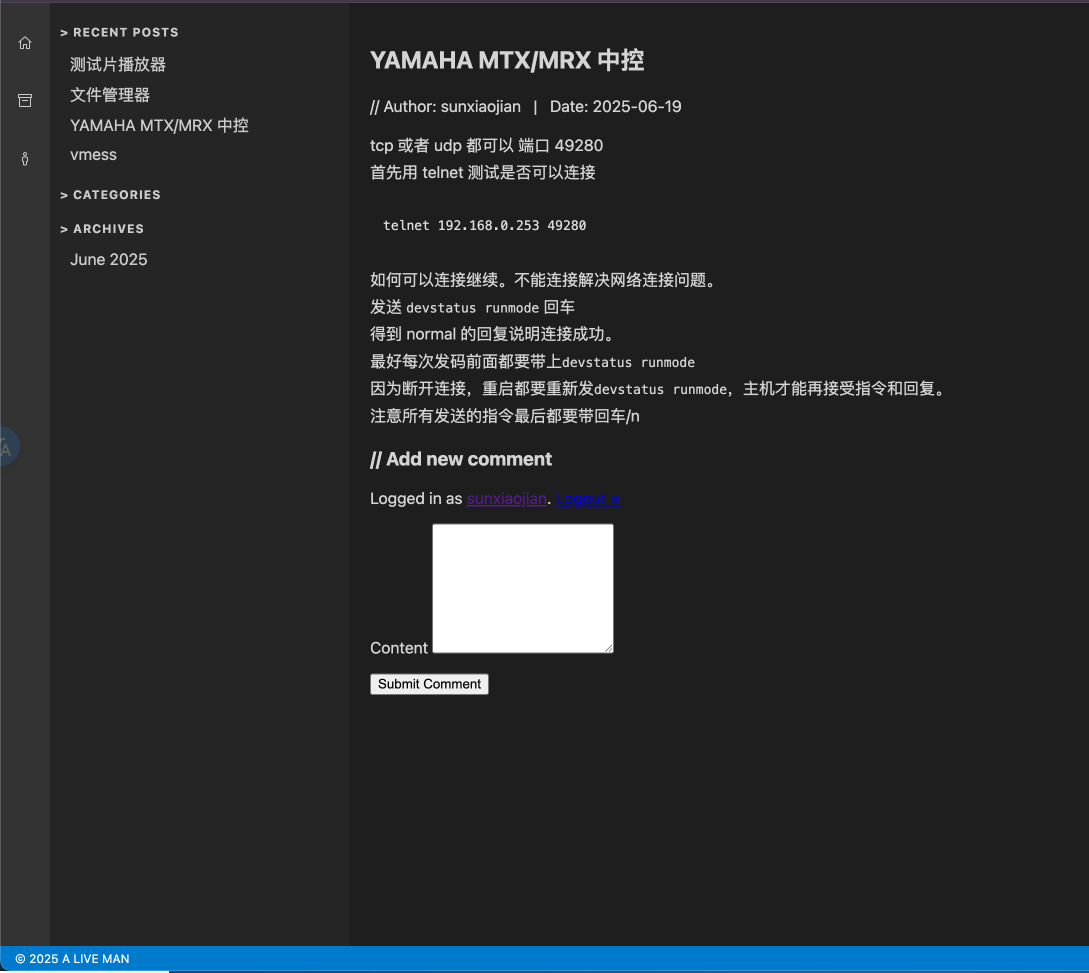 > RECENT POSTS
测试片播放器
文件管理器
YAMAHA MTX/MRX 中控
vmess
> CATEGORIES
> ARCHIVES
June 2025
YAMAHA MTX/MRX 中控
// Author: sunxiaojian | Date: 2025-06-19
tcp 或者 udp 都可以 端口 49280
首先用 telnet 测试是否可以连接
telnet 192.168.0.253 49280
如何可以连接继续。不能连接解决网络连接问题。
发送 devstatus runmode 回车
得到 normal 的回复说明连接成功。
最好每次发码前面都要带上devstatus runmode
因为断开连接，重启都要重新发devstatus runmode，主机才能再接受指令和回复。
注意所有发送的指令最后都要带回车/n
// Add new comment
Logged in as sunxiaojian. Logout »
Content
Submit Comment
© 2025 A LIVE MAN